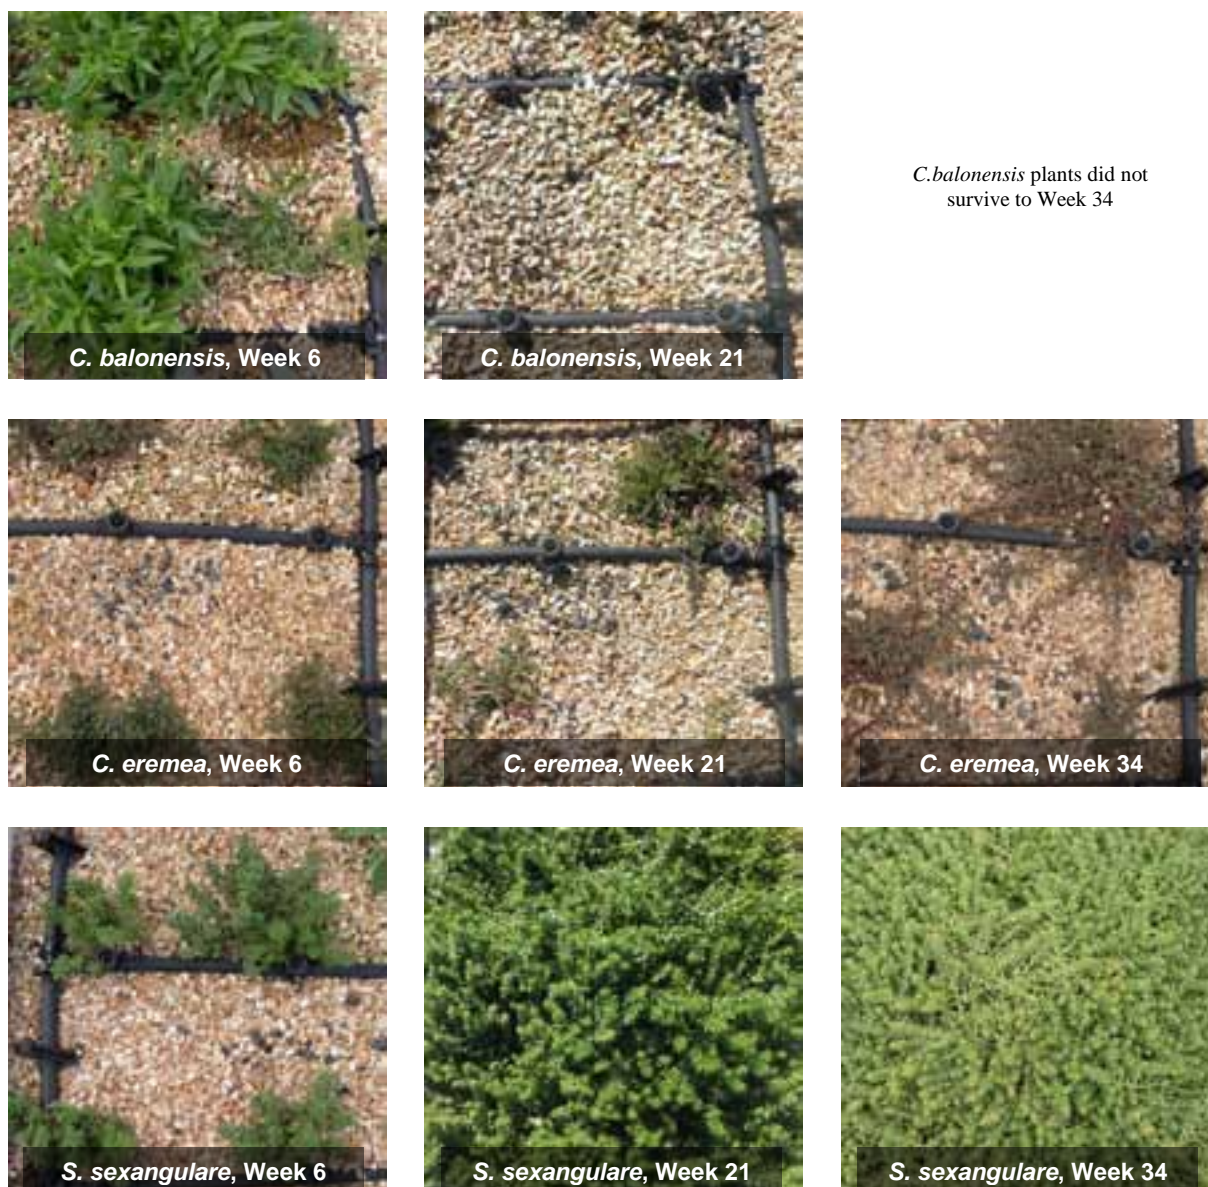 C.balonensis plants did not
survive to Week 34
C. balonensis, Week 6
C. balonensis, Week 21
C. eremea, Week 6
C. eremea, Week 21
C. eremea, Week 34
S. sexangulare, Week 6
S. sexangulare, Week 21
S. sexangulare, Week 34